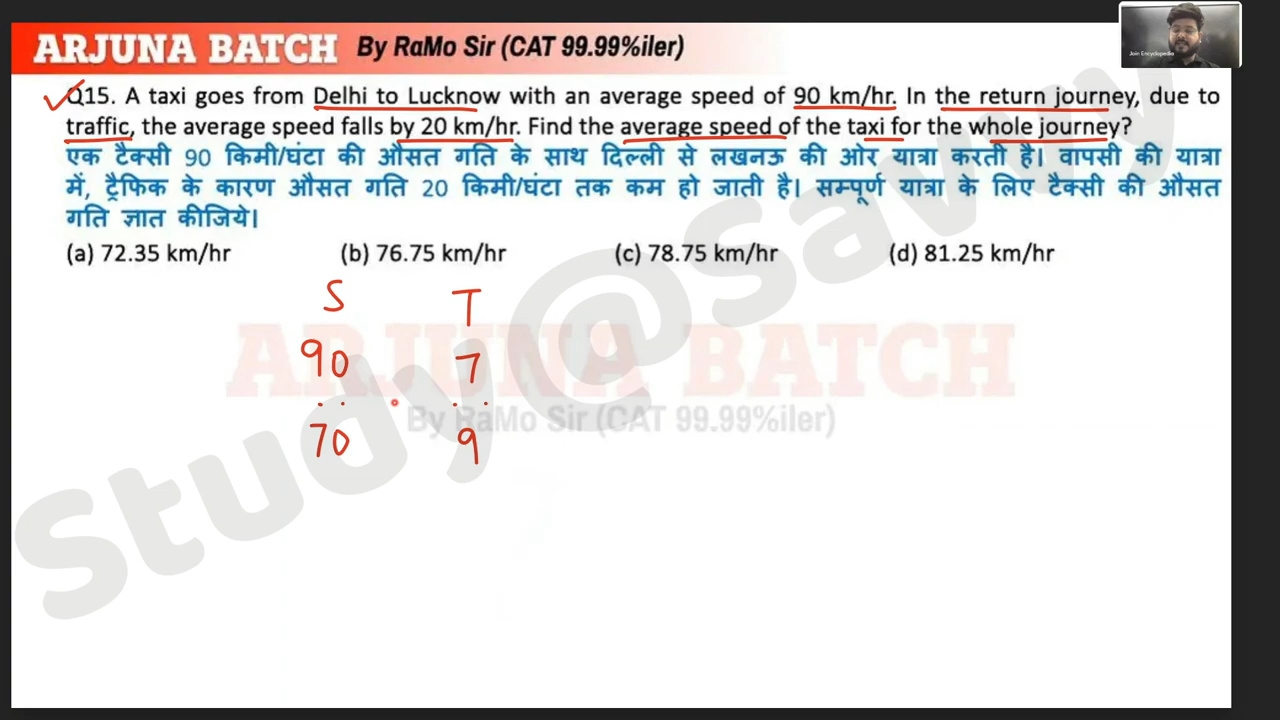 ARJUNA BATCH By RaMo Sir (CAT 99.99%iler)
Join Encyclopedia
Q15. A taxi goes from Delhi to Lucknow with an average speed of 90 km/hr. In the return journey, due to
traffic, the average speed falls by 20 km/hr. Find the average speed of the taxi for the whole journey?
एक टैक्सी 90 किमी/घंटा की औसत गति के साथ दिल्ली से लखनऊ की ओर यात्रा करती है। वापसी की यात्रा
में, ट्रैफिक के कारण औसत गति 20 किमी/घंटा तक कम हो जाती है। सम्पूर्ण यात्रा के लिए टैक्सी की औसत
गति ज्ञात कीजिये।
(a) 72.35 km/hr (b) 76.75 km/hr (c) 78.75 km/hr (d) 81.25 km/hr
S T
90 7
: :
70 9
ARJUNA BATCH
By RaMo Sir (CAT 99.99%iler)
Study@Savvy